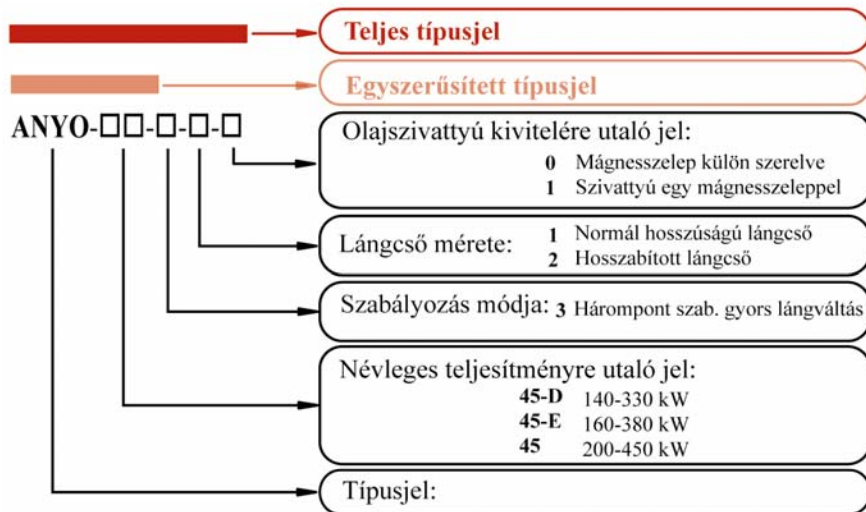 Teljes típusjel
Egyszerűsített típusjel
ANYO-□□-□-□-□
Olajszivattyú kivitelére utaló jel:
0 Mágnesszelep külön szerelve
1 Szivattyú egy mágnesszeleppel
Lángcső mérete:
1 Normál hosszúságú lángcső
2 Hosszabított lángcső
Szabályozás módja: 3 Hárompont szab. gyors lángváltás
Névleges teljesítményre utaló jel:
45-D 140-330 kW
45-E 160-380 kW
45 200-450 kW
Típusjel: